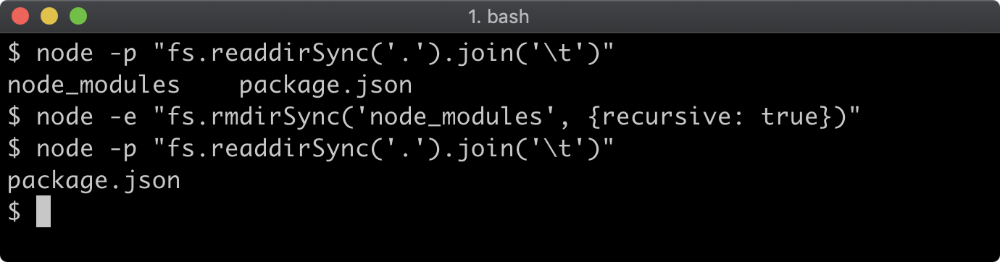 1. bash
$ node -p "fs.readdirSync('.').join('\t')"
node_modules    package.json
$ node -e "fs.rmdirSync('node_modules', {recursive: true})"
$ node -p "fs.readdirSync('.').join('\t')"
package.json
$